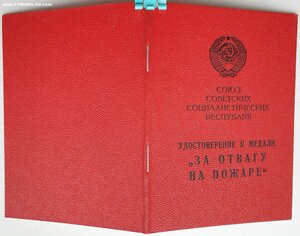 СОЮЗ
СОВЕТСКИХ
СОЦИАЛИСТИЧЕСКИХ
РЕСПУБЛИК
УДОСТОВЕРЕНИЕ К МЕДАЛИ
„ЗА ОТВАГУ
НА ПОЖАРЕ“